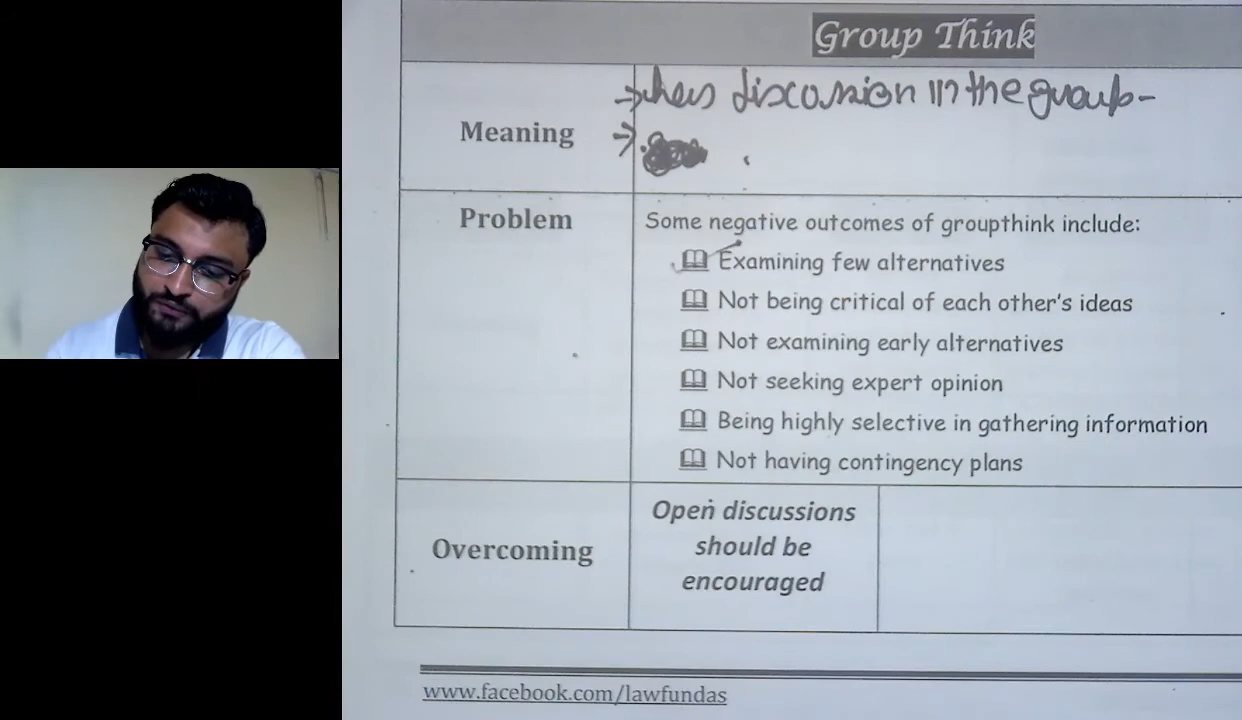 Group Think
Meaning
discussion in the group-
Problem
Some negative outcomes of groupthink include:
Examining few alternatives
Not being critical of each other's ideas
Not examining early alternatives
Not seeking expert opinion
Being highly selective in gathering information
Not having contingency plans
Overcoming
Open discussions
should be
encouraged
www.facebook.com/lawfundas